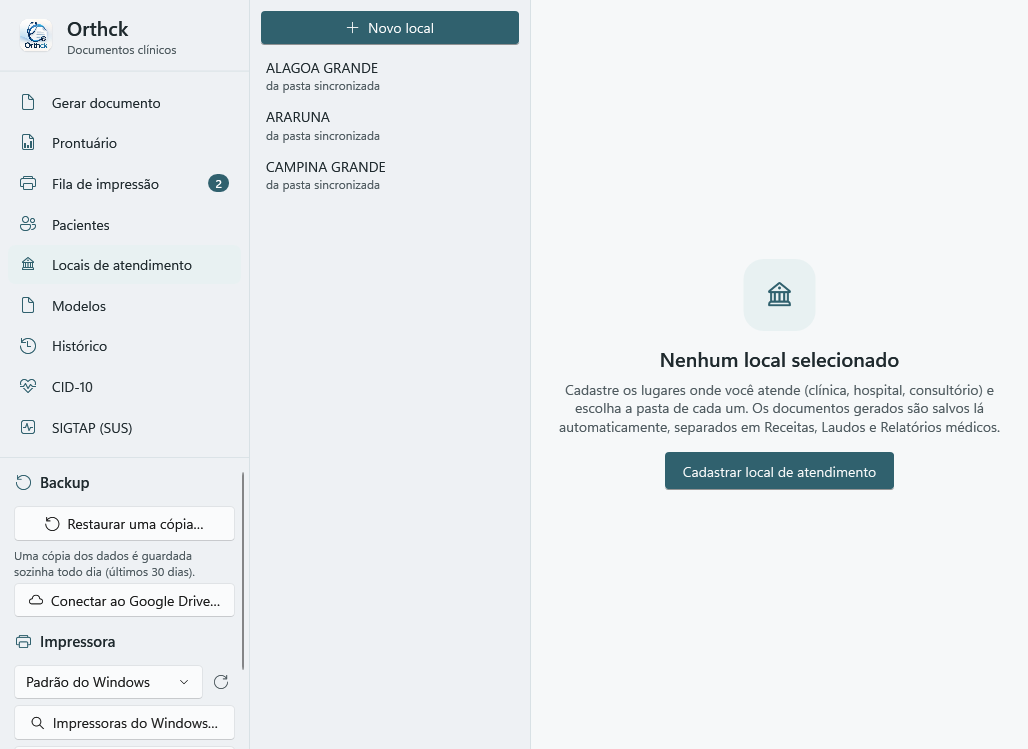 Orthck
Orthck
Documentos clínicos
Gerar documento
Prontuário
Fila de impressão
2
Pacientes
Locais de atendimento
Modelos
Histórico
CID-10
SIGTAP (SUS)
Backup
Restaurar uma cópia...
Uma cópia dos dados é guardada
sozinha todo dia (últimos 30 dias).
Conectar ao Google Drive...
Impressora
Padrão do Windows
Impressoras do Windows...
Novo local
ALAGOA GRANDE
da pasta sincronizada
ARARUNA
da pasta sincronizada
CAMPINA GRANDE
da pasta sincronizada
Nenhum local selecionado
Cadastre os lugares onde você atende (clínica, hospital, consultório) e
escolha a pasta de cada um. Os documentos gerados são salvos lá
automaticamente, separados em Receitas, Laudos e Relatórios médicos.
Cadastrar local de atendimento